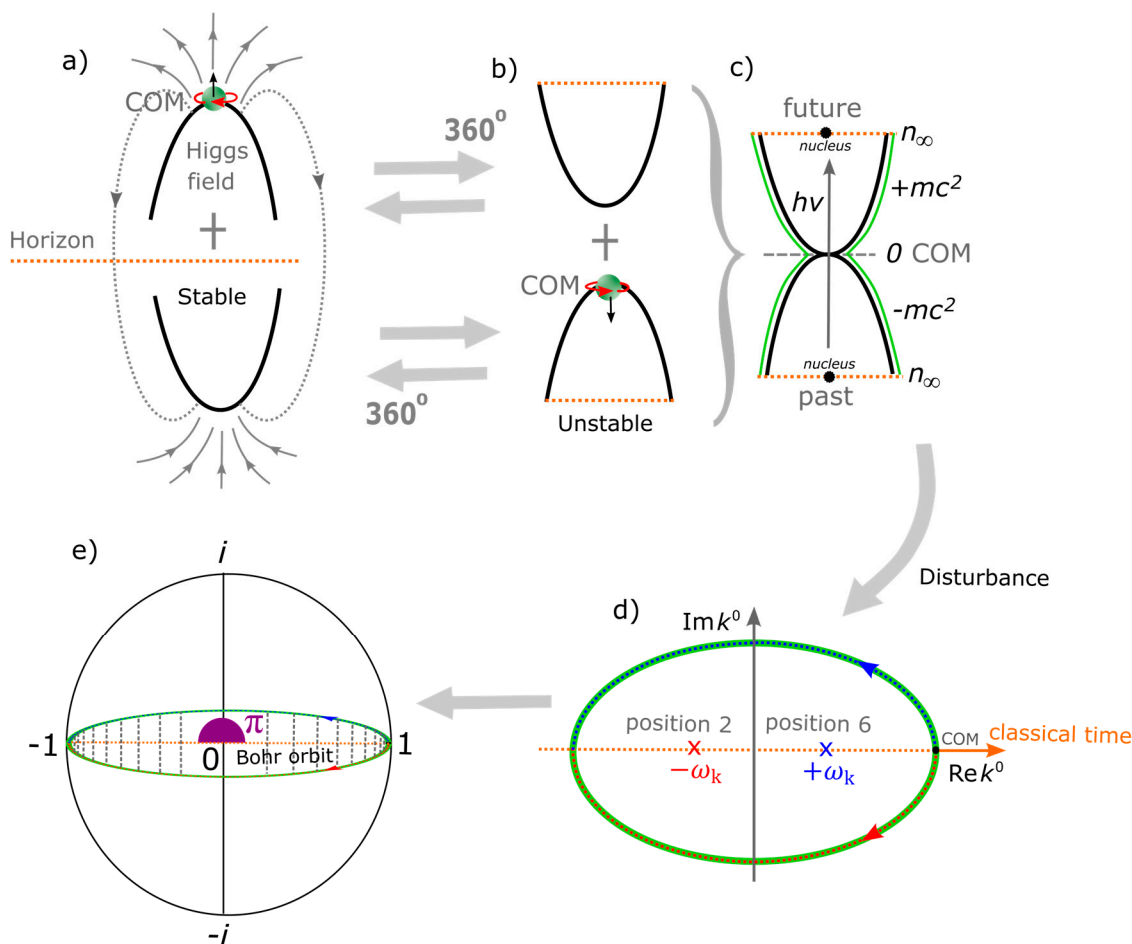 a)
COM
Higgs
field
+
Horizon
Stable
360°
360°
b)
+
COM
Unstable
c)
future
nucleus
n∞
+mc²
hv
0 COM
-mc²
nucleus
n∞
past
Disturbance
d)
Imk⁰
position 2
position 6
−ωₖ
+ωₖ
COM
classical time
Rek⁰
e)
i
π
-1
0
Bohr orbit
1
-i